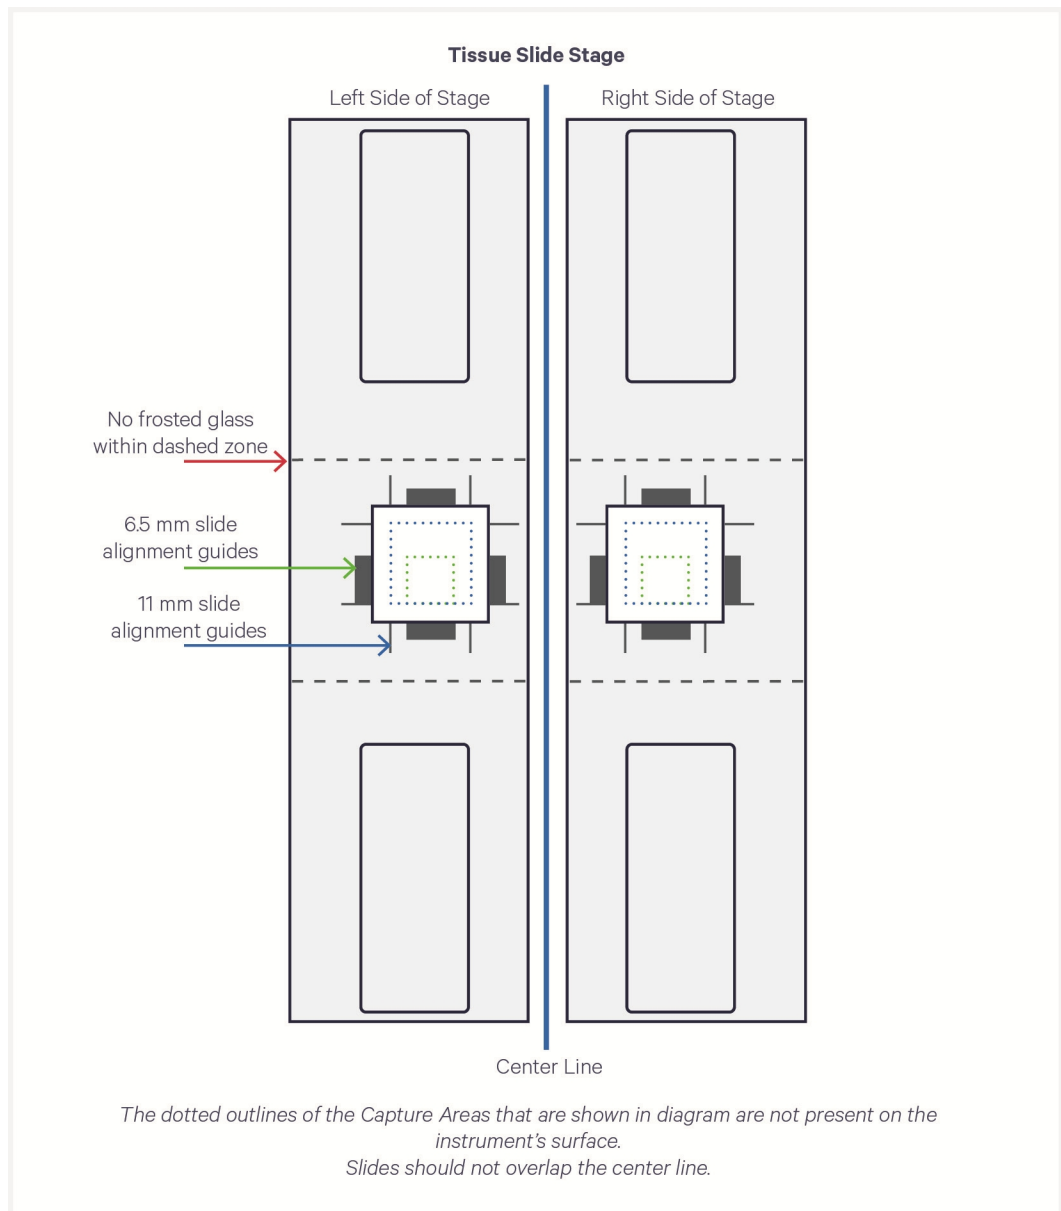 Tissue Slide Stage
Left Side of Stage
Right Side of Stage
No frosted glass
within dashed zone
6.5 mm slide
alignment guides
11 mm slide
alignment guides
Center Line
The dotted outlines of the Capture Areas that are shown in diagram are not present on the
instrument's surface.
Slides should not overlap the center line.